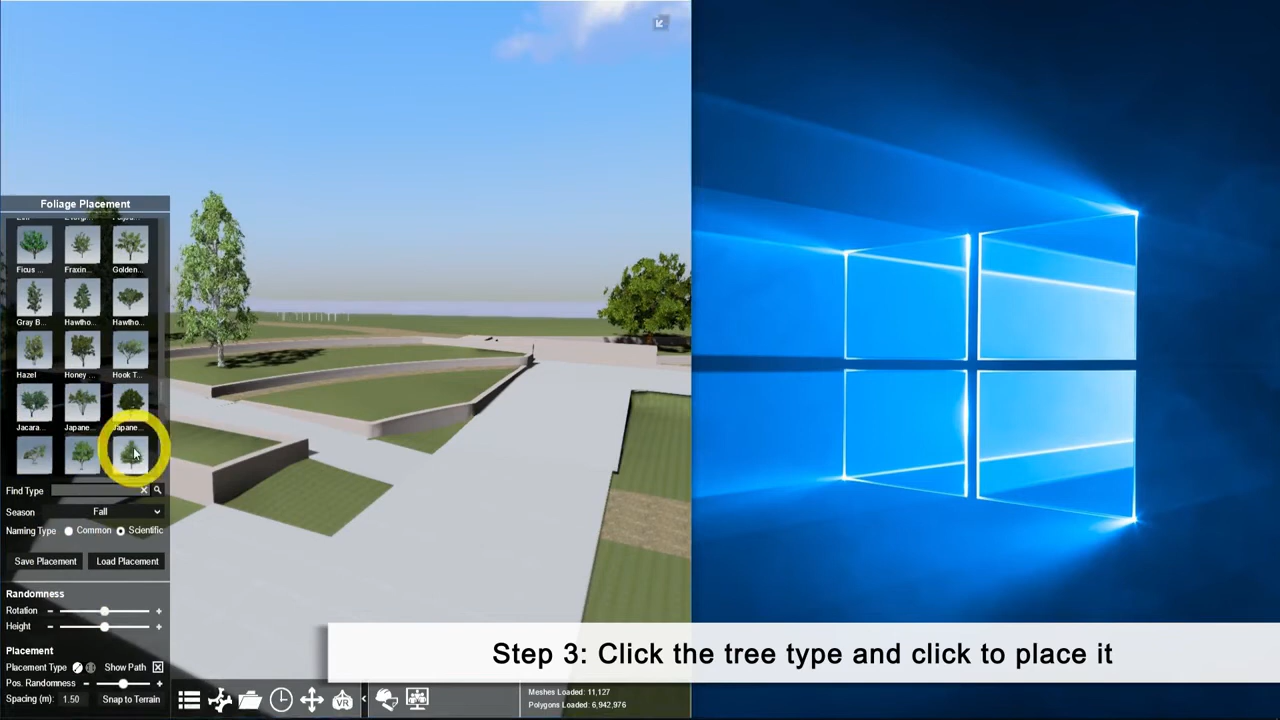 Foliage Placement
Ficus ... Fraxin... Golden...
Gray B... Hawtho... Hawtho...
Hazel Honey ... Hook T...
Jacara... Japane... Japane...
Find Type
Season Fall
Naming Type Common Scientific
Save Placement Load Placement
Randomness
Rotation - +
Height - +
Placement
Placement Type Show Path
Pos. Randomness - +
Spacing (m): 1.50 Snap to Terrain
VR
Meshes Loaded: 11,127
Polygons Loaded: 6,942,976
Step 3: Click the tree type and click to place it